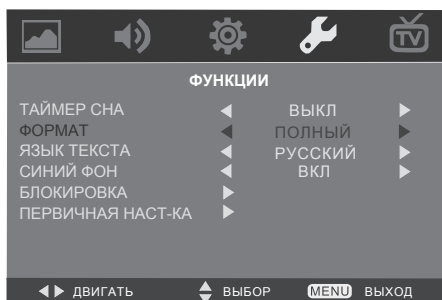 TV
ФУНКЦИИ
ТАЙМЕР СНА ВЫКЛ
ФОРМАТ ПОЛНЫЙ
ЯЗЫК ТЕКСТА РУССКИЙ
СИНИЙ ФОН ВКЛ
БЛОКИРОВКА
ПЕРВИЧНАЯ НАСТ-КА
ДВИГАТЬ ВЫБОР MENU ВЫХОД